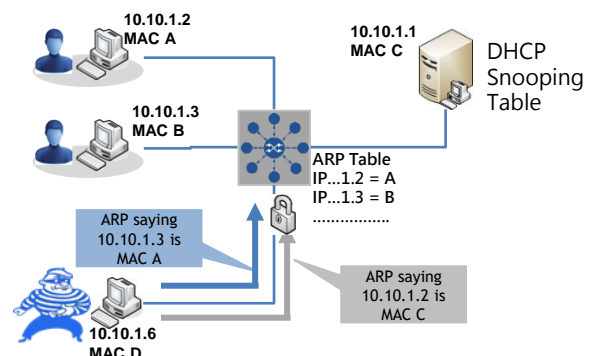 10.10.1.2
MAC A
10.10.1.1
MAC C
DHCP
Snooping
Table
10.10.1.3
MAC B
ARP Table
IP...1.2 = A
IP...1.3 = B
.................
ARP saying
10.10.1.3 is
MAC A
ARP saying
10.10.1.2 is
MAC C
10.10.1.6
MAC D